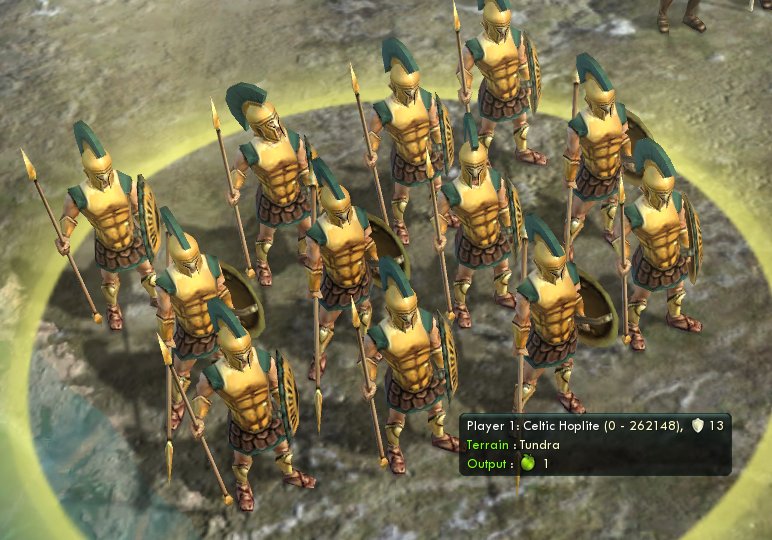 Player 1: Celtic Hoplite (0 - 262148), 13
Terrain : Tundra
Output : 1